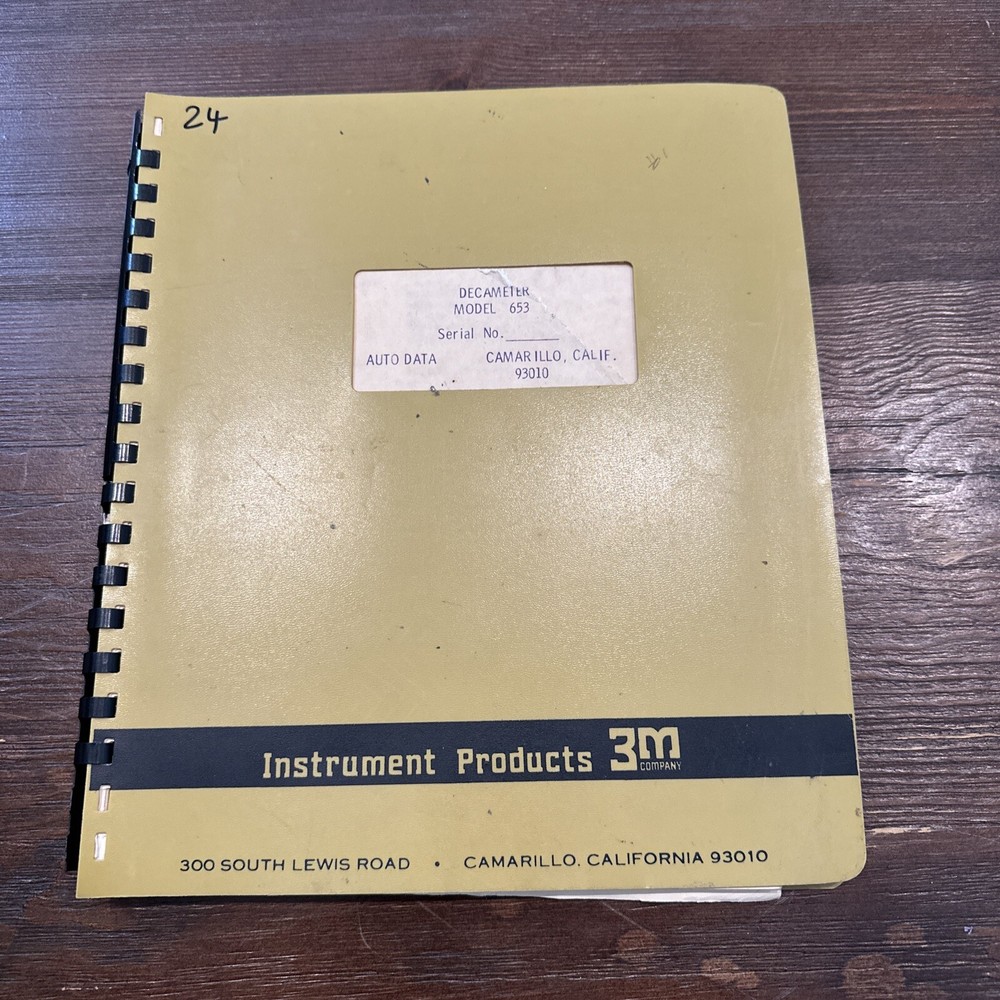 24
DECAMETER
MODEL 653
Serial No.______
AUTO DATA CAMARILLO, CALIF.
93010
Instrument Products 3M
COMPANY
300 SOUTH LEWIS ROAD • CAMARILLO, CALIFORNIA 93010